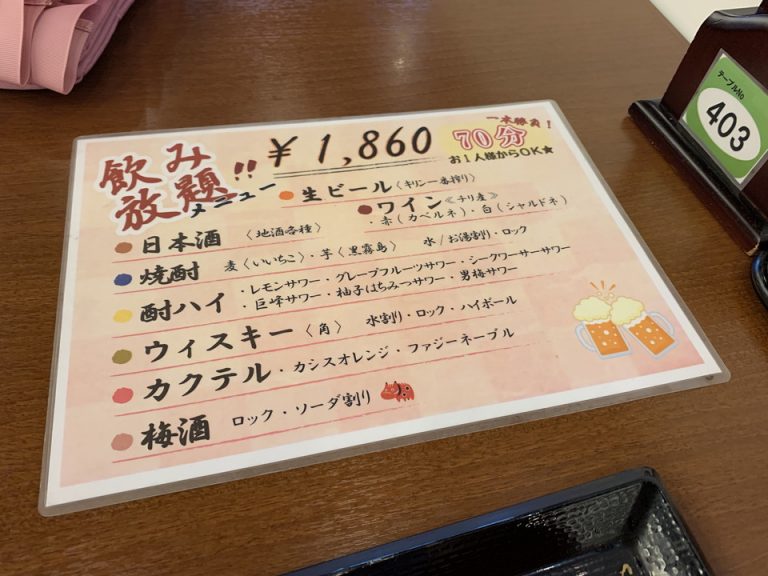 飲み放題!!メニュー
¥1,860
一本勝負!
70分
お1人様からOK★
生ビール〈キリン一番搾り〉
ワイン《チリ産》
・赤(カベルネ)・白(シャルドネ)
日本酒〈地酒各種〉
焼酎 麦〈いいちこ〉・芋〈黒霧島〉 水/お湯割り・ロック
酎ハイ ・レモンサワー・グレープフルーツサワー・シークワーサーサワー
・巨峰サワー・柚子はちみつサワー・男梅サワー
ウィスキー〈角〉 水割り・ロック・ハイボール
カクテル・カシスオレンジ・ファジーネーブル
梅酒 ロック・ソーダ割り
テーブルNo
403